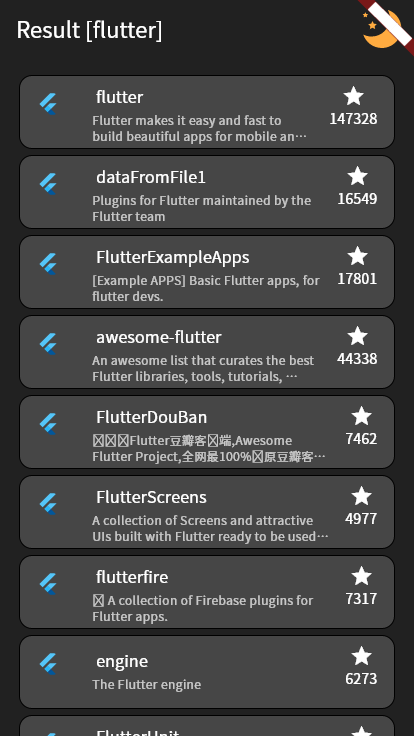 Result [flutter]
flutter
Flutter makes it easy and fast to
build beautiful apps for mobile an…
147328
dataFromFile1
Plugins for Flutter maintained by the
Flutter team
16549
FlutterExampleApps
[Example APPS] Basic Flutter apps, for
flutter devs.
17801
awesome-flutter
An awesome list that curates the best
Flutter libraries, tools, tutorials, …
44338
FlutterDouBan
Flutter豆瓣客端,Awesome
Flutter Project,全网最100%原豆瓣客…
7462
FlutterScreens
A collection of Screens and attractive
UIs built with Flutter ready to be used…
4977
flutterfire
A collection of Firebase plugins for
Flutter apps.
7317
engine
The Flutter engine
6273